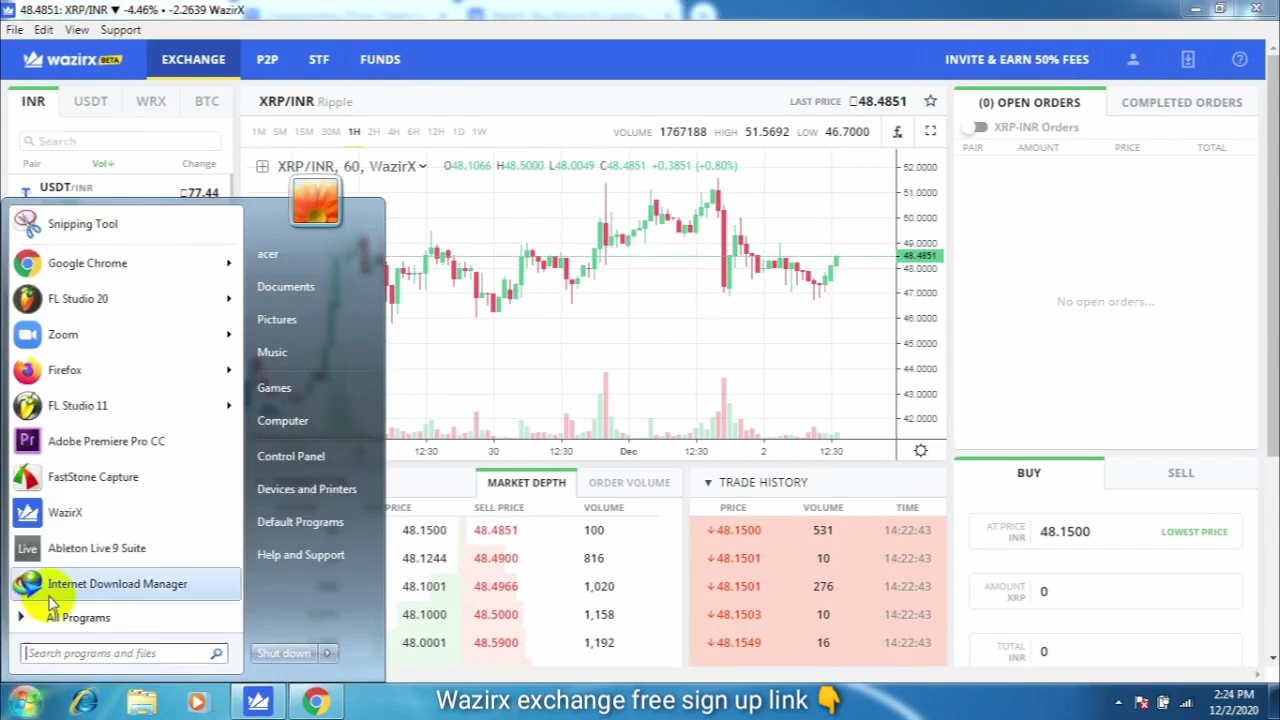 48.4851: XRP/INR ▼ -4.46% • -2.2639 WazirX
File Edit View Support
wazirx BETA EXCHANGE P2P STF FUNDS INVITE & EARN 50% FEES
INR USDT WRX BTC
Search
Pair Vol↓ Change
USDT/INR
77.44
XRP/INR Ripple LAST PRICE 48.4851
1M 5M 15M 30M 1H 2H 4H 6H 12H 1D 1W VOLUME 1767188 HIGH 51.5692 LOW 46.7000
XRP/INR, 60, WazirX O48.1066 H48.5000 L48.0049 C48.4851 +0.3851 (+0.80%)
52.0000
51.0000
50.0000
49.0000
48.4851
48.0000
47.0000
46.0000
45.0000
44.0000
43.0000
42.0000
12:30 30 12:30 Dec 12:30 2 12:30
(0) OPEN ORDERS COMPLETED ORDERS
XRP-INR Orders
PAIR AMOUNT PRICE TOTAL
No open orders...
Snipping Tool
Google Chrome
FL Studio 20
Zoom
Firefox
FL Studio 11
Adobe Premiere Pro CC
FastStone Capture
WazirX
Live Ableton Live 9 Suite
Internet Download Manager
All Programs
Search programs and files
acer
Documents
Pictures
Music
Games
Computer
Control Panel
Devices and Printers
Default Programs
Help and Support
Shut down
MARKET DEPTH ORDER VOLUME
PRICE SELL PRICE VOLUME
48.1500 48.4851 100
48.1244 48.4900 816
48.1001 48.4966 1,020
48.1000 48.5000 1,158
48.0001 48.5900 1,192
▼ TRADE HISTORY
PRICE VOLUME TIME
↓48.1500 531 14:22:43
↓48.1501 10 14:22:43
↓48.1501 276 14:22:43
↓48.1503 10 14:22:43
↓48.1549 16 14:22:43
BUY SELL
AT PRICE INR 48.1500 LOWEST PRICE
AMOUNT XRP 0
TOTAL INR 0
Wazirx exchange free sign up link 👇
2:24 PM
12/2/2020